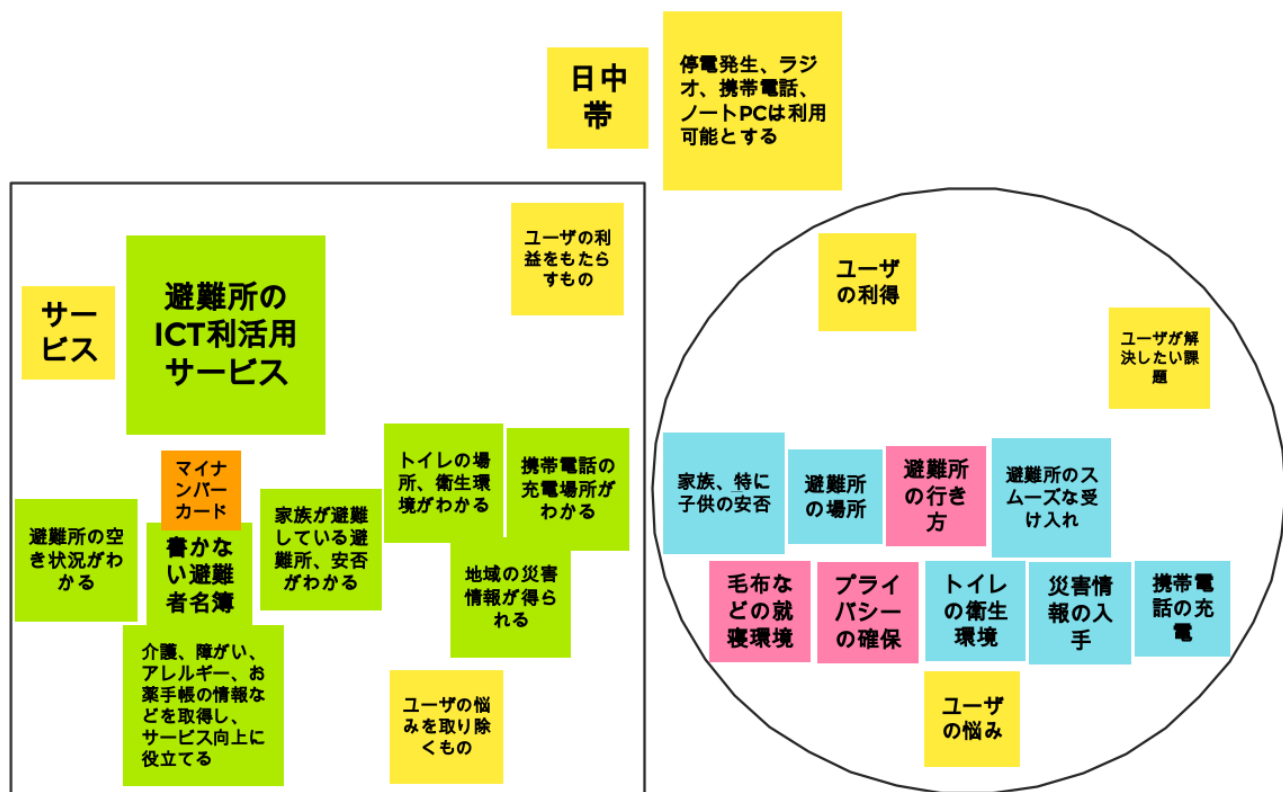 日中
帯
停電発生、ラジ
オ、携帯電話、
ノートPCは利用
可能とする
ユーザの利
益をもたら
すもの
サー
ビス
避難所の
ICT利活用
サービス
マイナ
ンバー
カード
トイレの場
所、衛生環
境がわかる
携帯電話の
充電場所が
わかる
避難所の空
き状況がわ
かる
書かな
い避難
者名簿
家族が避難
している避
難所、安否
がわかる
地域の災害
情報が得ら
れる
介護、障がい、
アレルギー、お
薬手帳の情報な
どを取得し、
サービス向上に
役立てる
ユーザの悩
みを取り除
くもの
ユーザ
の利得
ユーザが解
決したい課
題
家族、特に
子供の安否
避難所
の場所
避難所
の行き
方
避難所のス
ムーズな受
け入れ
毛布な
どの就
寝環境
プライ
バシー
の確保
トイレ
の衛生
環境
災害情
報の入
手
携帯電
話の充
電
ユーザ
の悩み